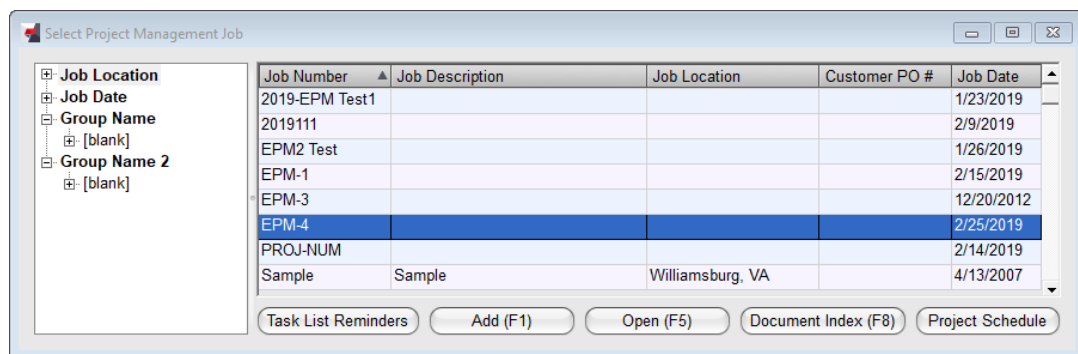 Select Project Management Job
Job Location
Job Date
Group Name
[blank]
Group Name 2
[blank]
Job Number Job Description Job Location Customer PO # Job Date
2019-EPM Test1 1/23/2019
2019111 2/9/2019
EPM2 Test 1/26/2019
EPM-1 2/15/2019
EPM-3 12/20/2012
EPM-4 2/25/2019
PROJ-NUM 2/14/2019
Sample Sample Williamsburg, VA 4/13/2007
Task List Reminders Add (F1) Open (F5) Document Index (F8) Project Schedule